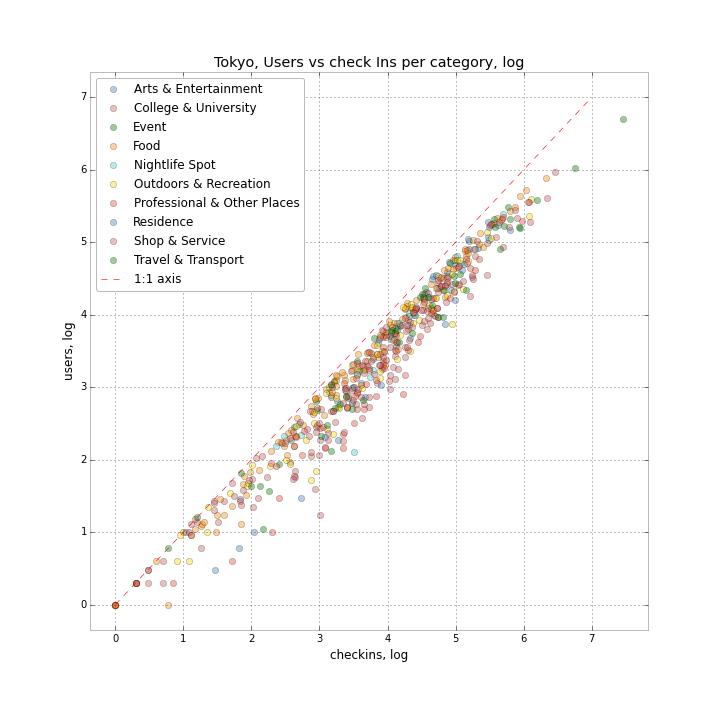 Tokyo, Users vs check Ins per category, log
7
6
5
4
3
2
1
0
users, log
Arts & Entertainment
College & University
Event
Food
Nightlife Spot
Outdoors & Recreation
Professional & Other Places
Residence
Shop & Service
Travel & Transport
1:1 axis
0 1 2 3 4 5 6 7
checkins, log